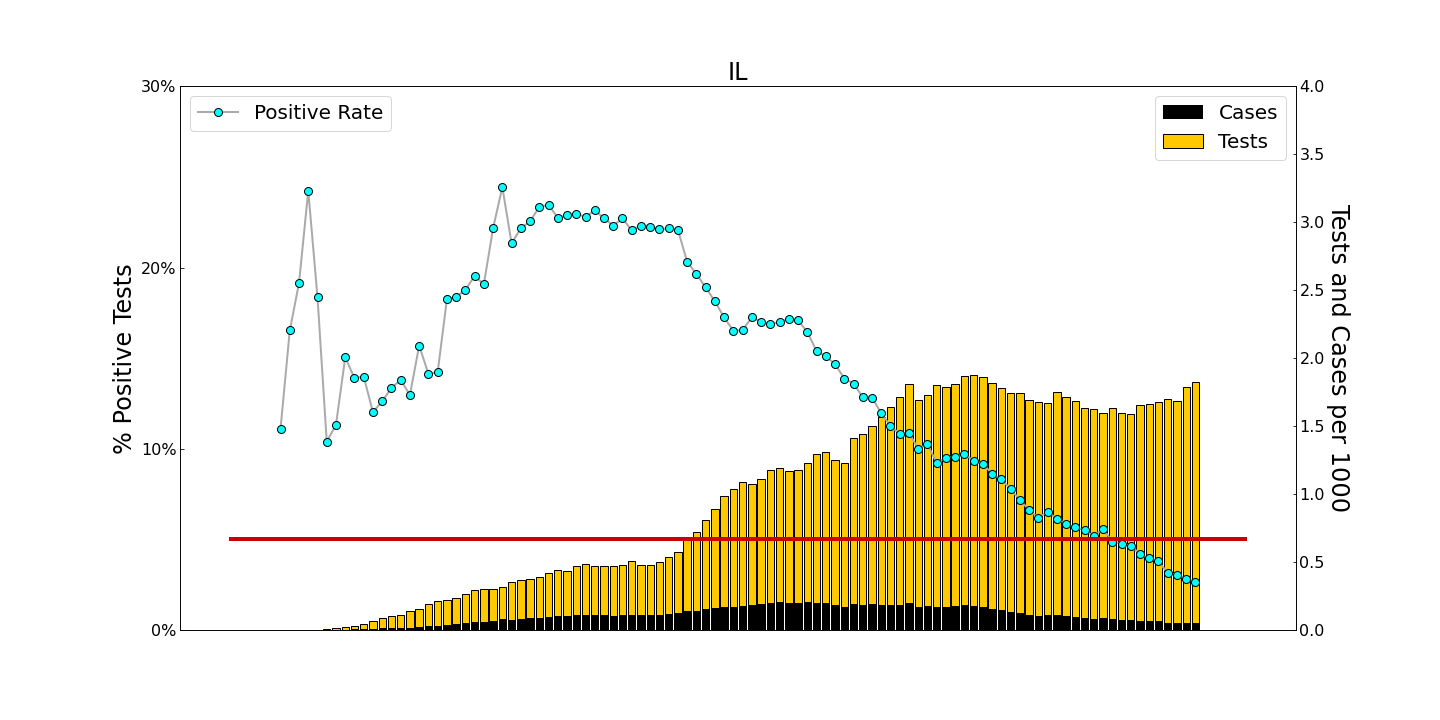 IL
Positive Rate
Cases
Tests
% Positive Tests
30%
20%
10%
0%
4.0
3.5
3.0
2.5
2.0
1.5
1.0
0.5
0.0
Tests and Cases per 1000